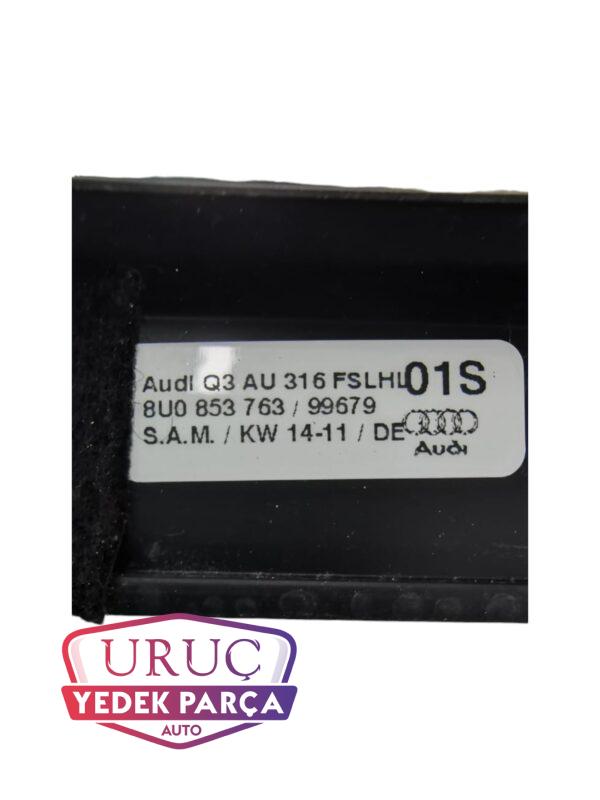 Audi Q3 AU 316 FSLHL 01S
8U0 853 763 / 99679
S.A.M. / KW 14-11 / DE
Audi
URUÇ
YEDEK PARÇA
AUTO